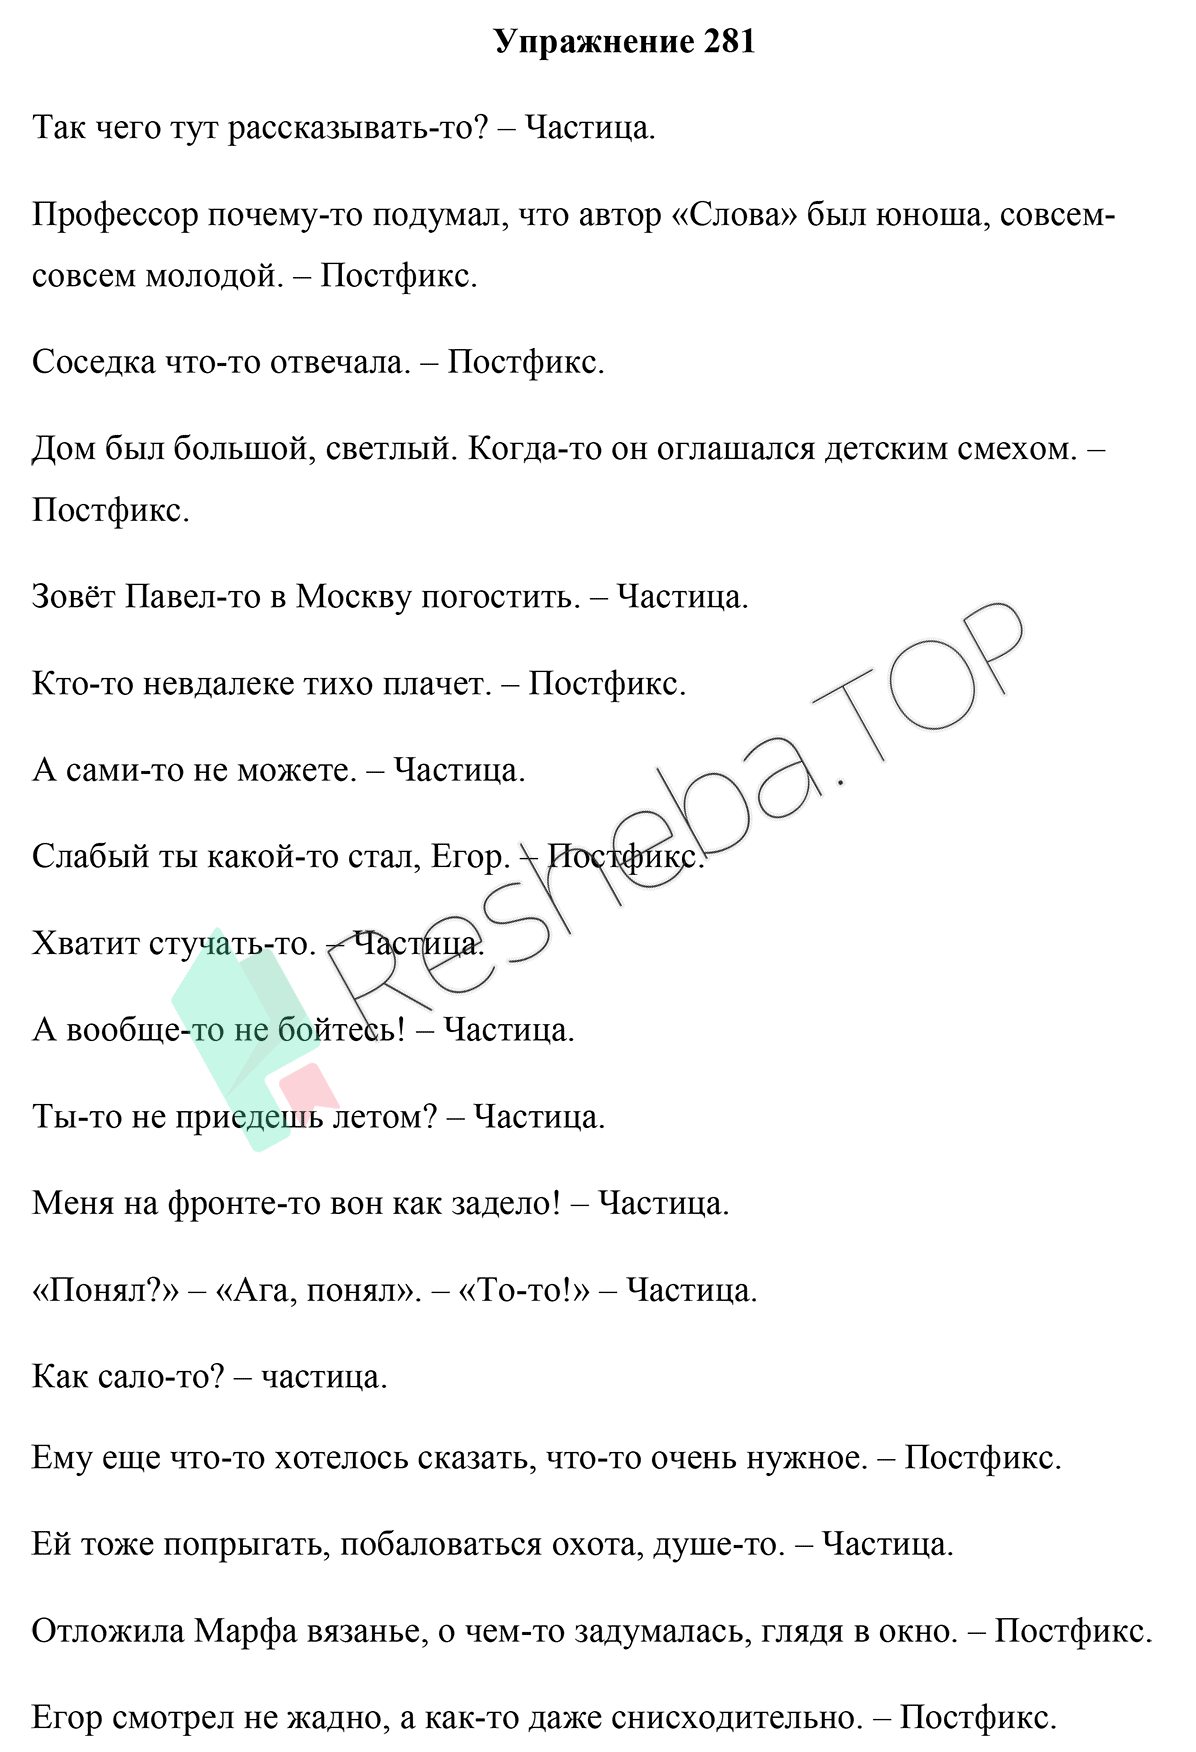 Упражнение 281
Так чего тут рассказывать-то? – Частица.
Профессор почему-то подумал, что автор «Слова» был юноша, совсем-
совсем молодой. – Постфикс.
Соседка что-то отвечала. – Постфикс.
Дом был большой, светлый. Когда-то он оглашался детским смехом. –
Постфикс.
Зовёт Павел-то в Москву погостить. – Частица.
Кто-то невдалеке тихо плачет. – Постфикс.
А сами-то не можете. – Частица.
Слабый ты какой-то стал, Егор. – Постфикс.
Хватит стучать-то. – Частица.
А вообще-то не бойтесь! – Частица.
Ты-то не приедешь летом? – Частица.
Меня на фронте-то вон как задело! – Частица.
«Понял?» – «Ага, понял». – «То-то!» – Частица.
Как сало-то? – частица.
Ему еще что-то хотелось сказать, что-то очень нужное. – Постфикс.
Ей тоже попрыгать, побаловаться охота, душе-то. – Частица.
Отложила Марфа вязанье, о чем-то задумалась, глядя в окно. – Постфикс.
Егор смотрел не жадно, а как-то даже снисходительно. – Постфикс.
Resheba.TOP